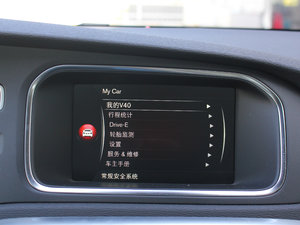 My Car
我的V40
行程统计
Drive-E
轮胎监测
设置
服务 & 维修
车主手册
常规安全系统